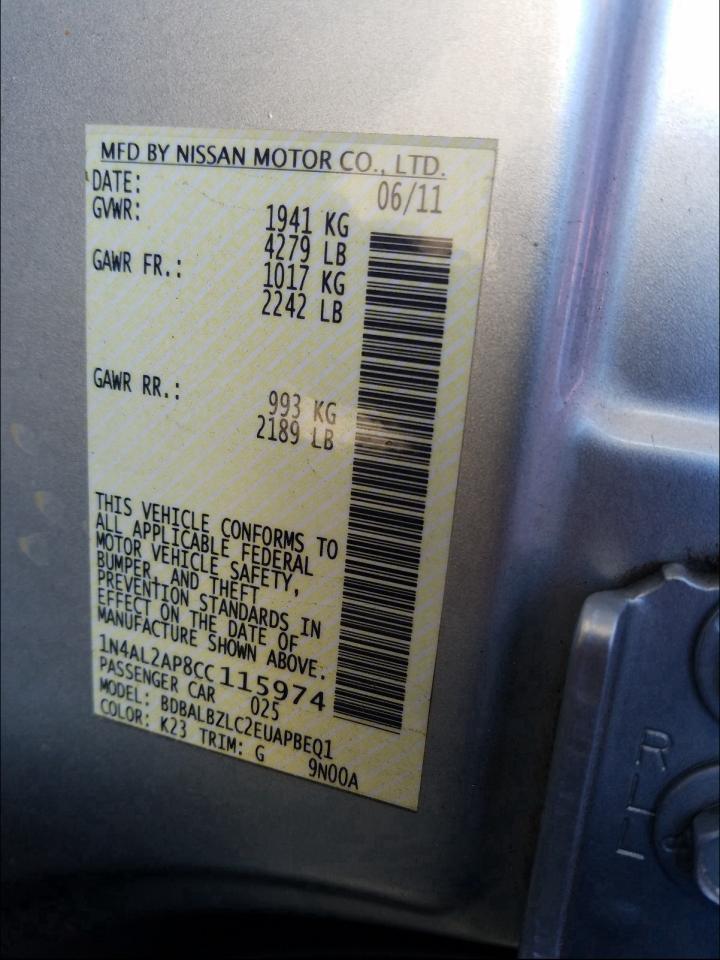 MFD BY NISSAN MOTOR CO., LTD.
DATE: 06/11
GVWR: 1941 KG
4279 LB
GAWR FR.: 1017 KG
2242 LB
GAWR RR.: 993 KG
2189 LB
THIS VEHICLE CONFORMS TO
ALL APPLICABLE FEDERAL
MOTOR VEHICLE SAFETY,
BUMPER, AND THEFT
PREVENTION STANDARDS IN
EFFECT ON THE DATE OF
MANUFACTURE SHOWN ABOVE.
1N4AL2AP8CC115974
PASSENGER CAR 025
MODEL: BDBALBZLC2EUAPBEQ1
COLOR: K23 TRIM: G 9N00A
RLL